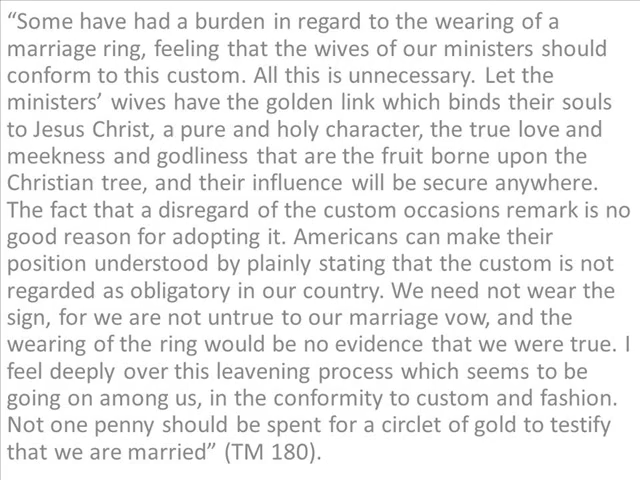 “Some have had a burden in regard to the wearing of a
marriage ring, feeling that the wives of our ministers should
conform to this custom. All this is unnecessary. Let the
ministers’ wives have the golden link which binds their souls
to Jesus Christ, a pure and holy character, the true love and
meekness and godliness that are the fruit borne upon the
Christian tree, and their influence will be secure anywhere.
The fact that a disregard of the custom occasions remark is no
good reason for adopting it. Americans can make their
position understood by plainly stating that the custom is not
regarded as obligatory in our country. We need not wear the
sign, for we are not untrue to our marriage vow, and the
wearing of the ring would be no evidence that we were true. I
feel deeply over this leavening process which seems to be
going on among us, in the conformity to custom and fashion.
Not one penny should be spent for a circlet of gold to testify
that we are married” (TM 180).